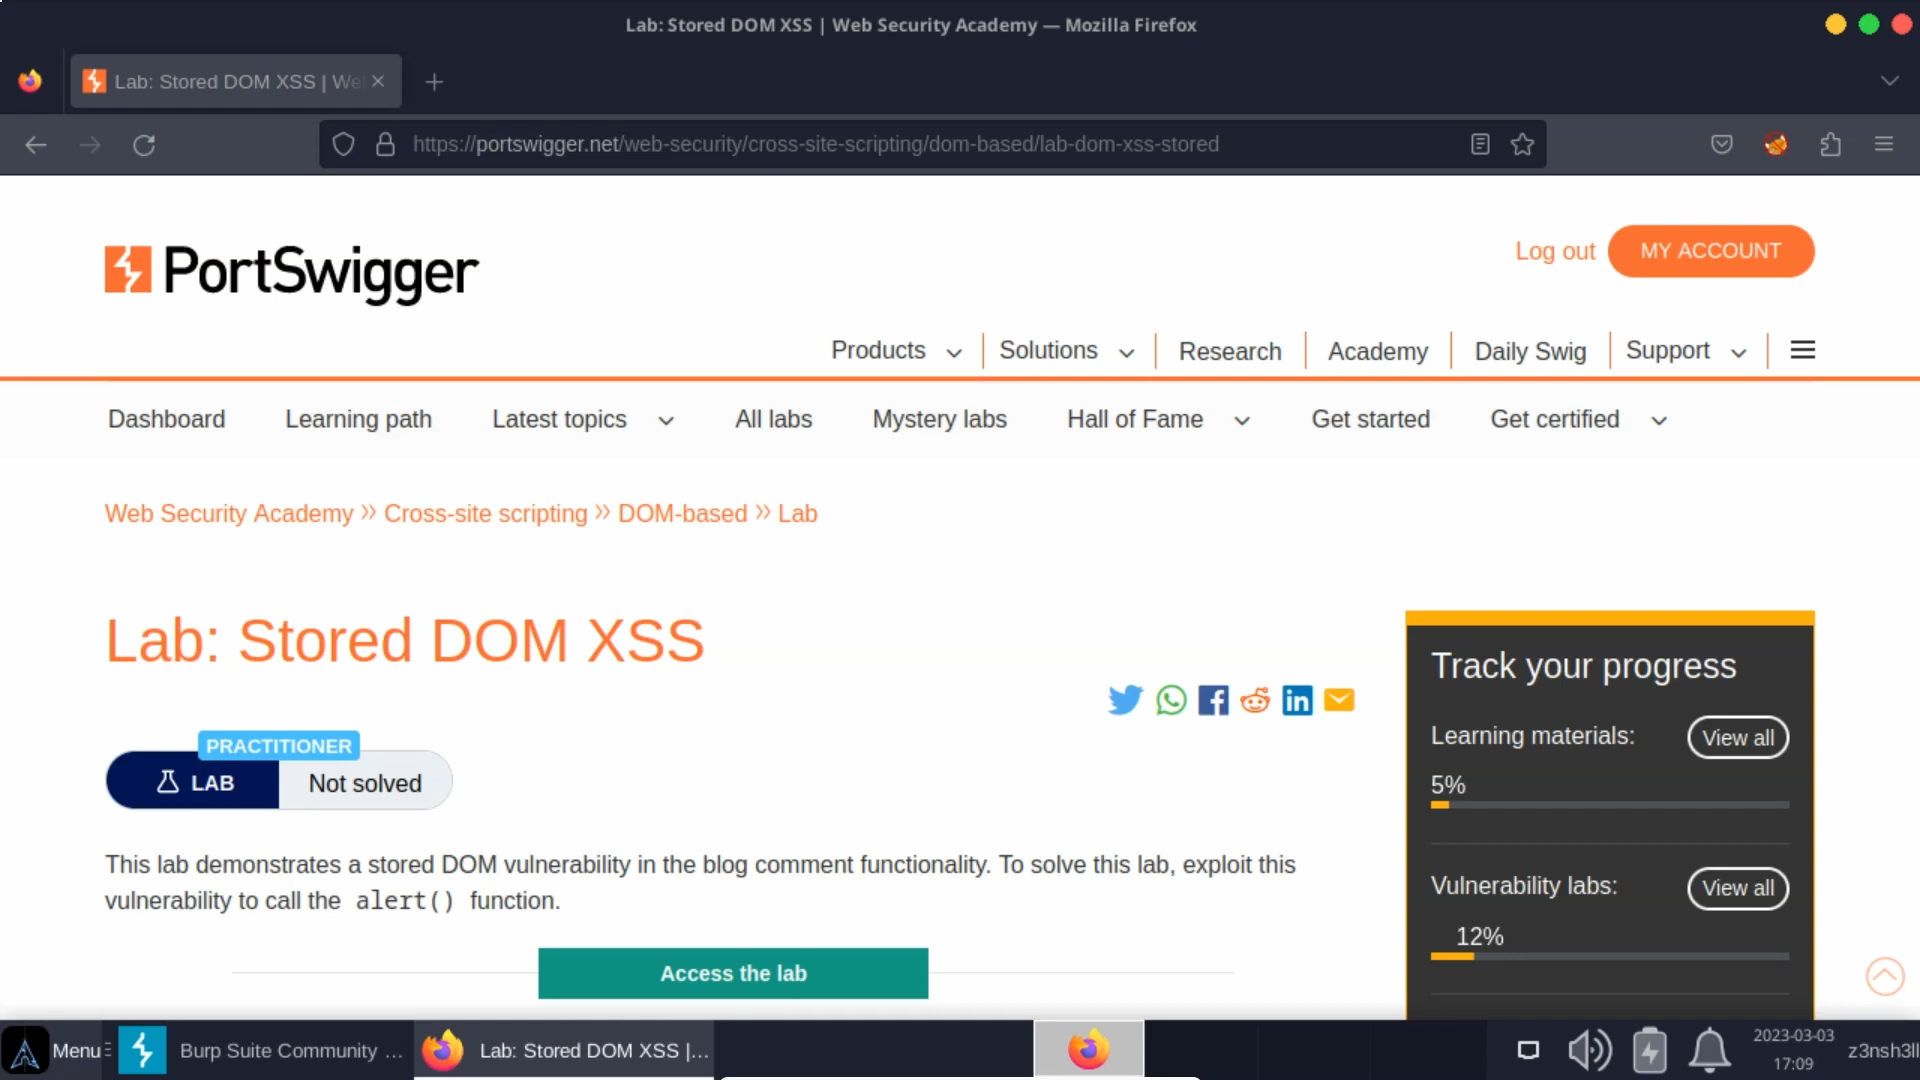 Lab: Stored DOM XSS | Web Security Academy — Mozilla Firefox
Lab: Stored DOM XSS | We
https://portswigger.net/web-security/cross-site-scripting/dom-based/lab-dom-xss-stored
PortSwigger
Log out
MY ACCOUNT
Products
Solutions
Research
Academy
Daily Swig
Support
Dashboard
Learning path
Latest topics
All labs
Mystery labs
Hall of Fame
Get started
Get certified
Web Security Academy » Cross-site scripting » DOM-based » Lab
Lab: Stored DOM XSS
PRACTITIONER
LAB
Not solved
This lab demonstrates a stored DOM vulnerability in the blog comment functionality. To solve this lab, exploit this
vulnerability to call the alert() function.
Access the lab
Track your progress
Learning materials:
View all
5%
Vulnerability labs:
View all
12%
Menu
Burp Suite Community ...
Lab: Stored DOM XSS |...
2023-03-03
17:09
z3nsh3ll